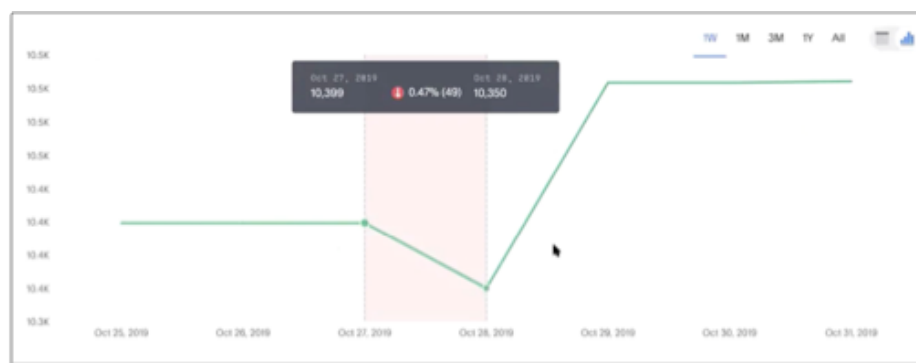 1W 1M 3M 1Y All
10.5K
10.5K
10.5K
10.5K
10.4K
10.4K
10.4K
10.4K
10.3K
Oct 27, 2019 Oct 28, 2019
10,399 0.47% (49) 10,350
Oct 25, 2019 Oct 26, 2019 Oct 27, 2019 Oct 28, 2019 Oct 29, 2019 Oct 30, 2019 Oct 31, 2019